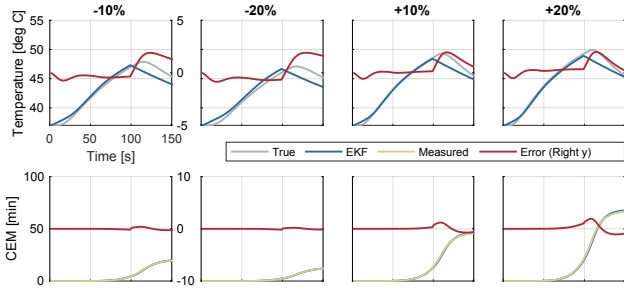 -10% -20% +10% +20%
Temperature [deg C]
55 5
50
45 0
40
-5
0 50 100 150
Time [s]
True EKF Measured Error (Right y)
CEM [min]
100 10
50 0
0 -10